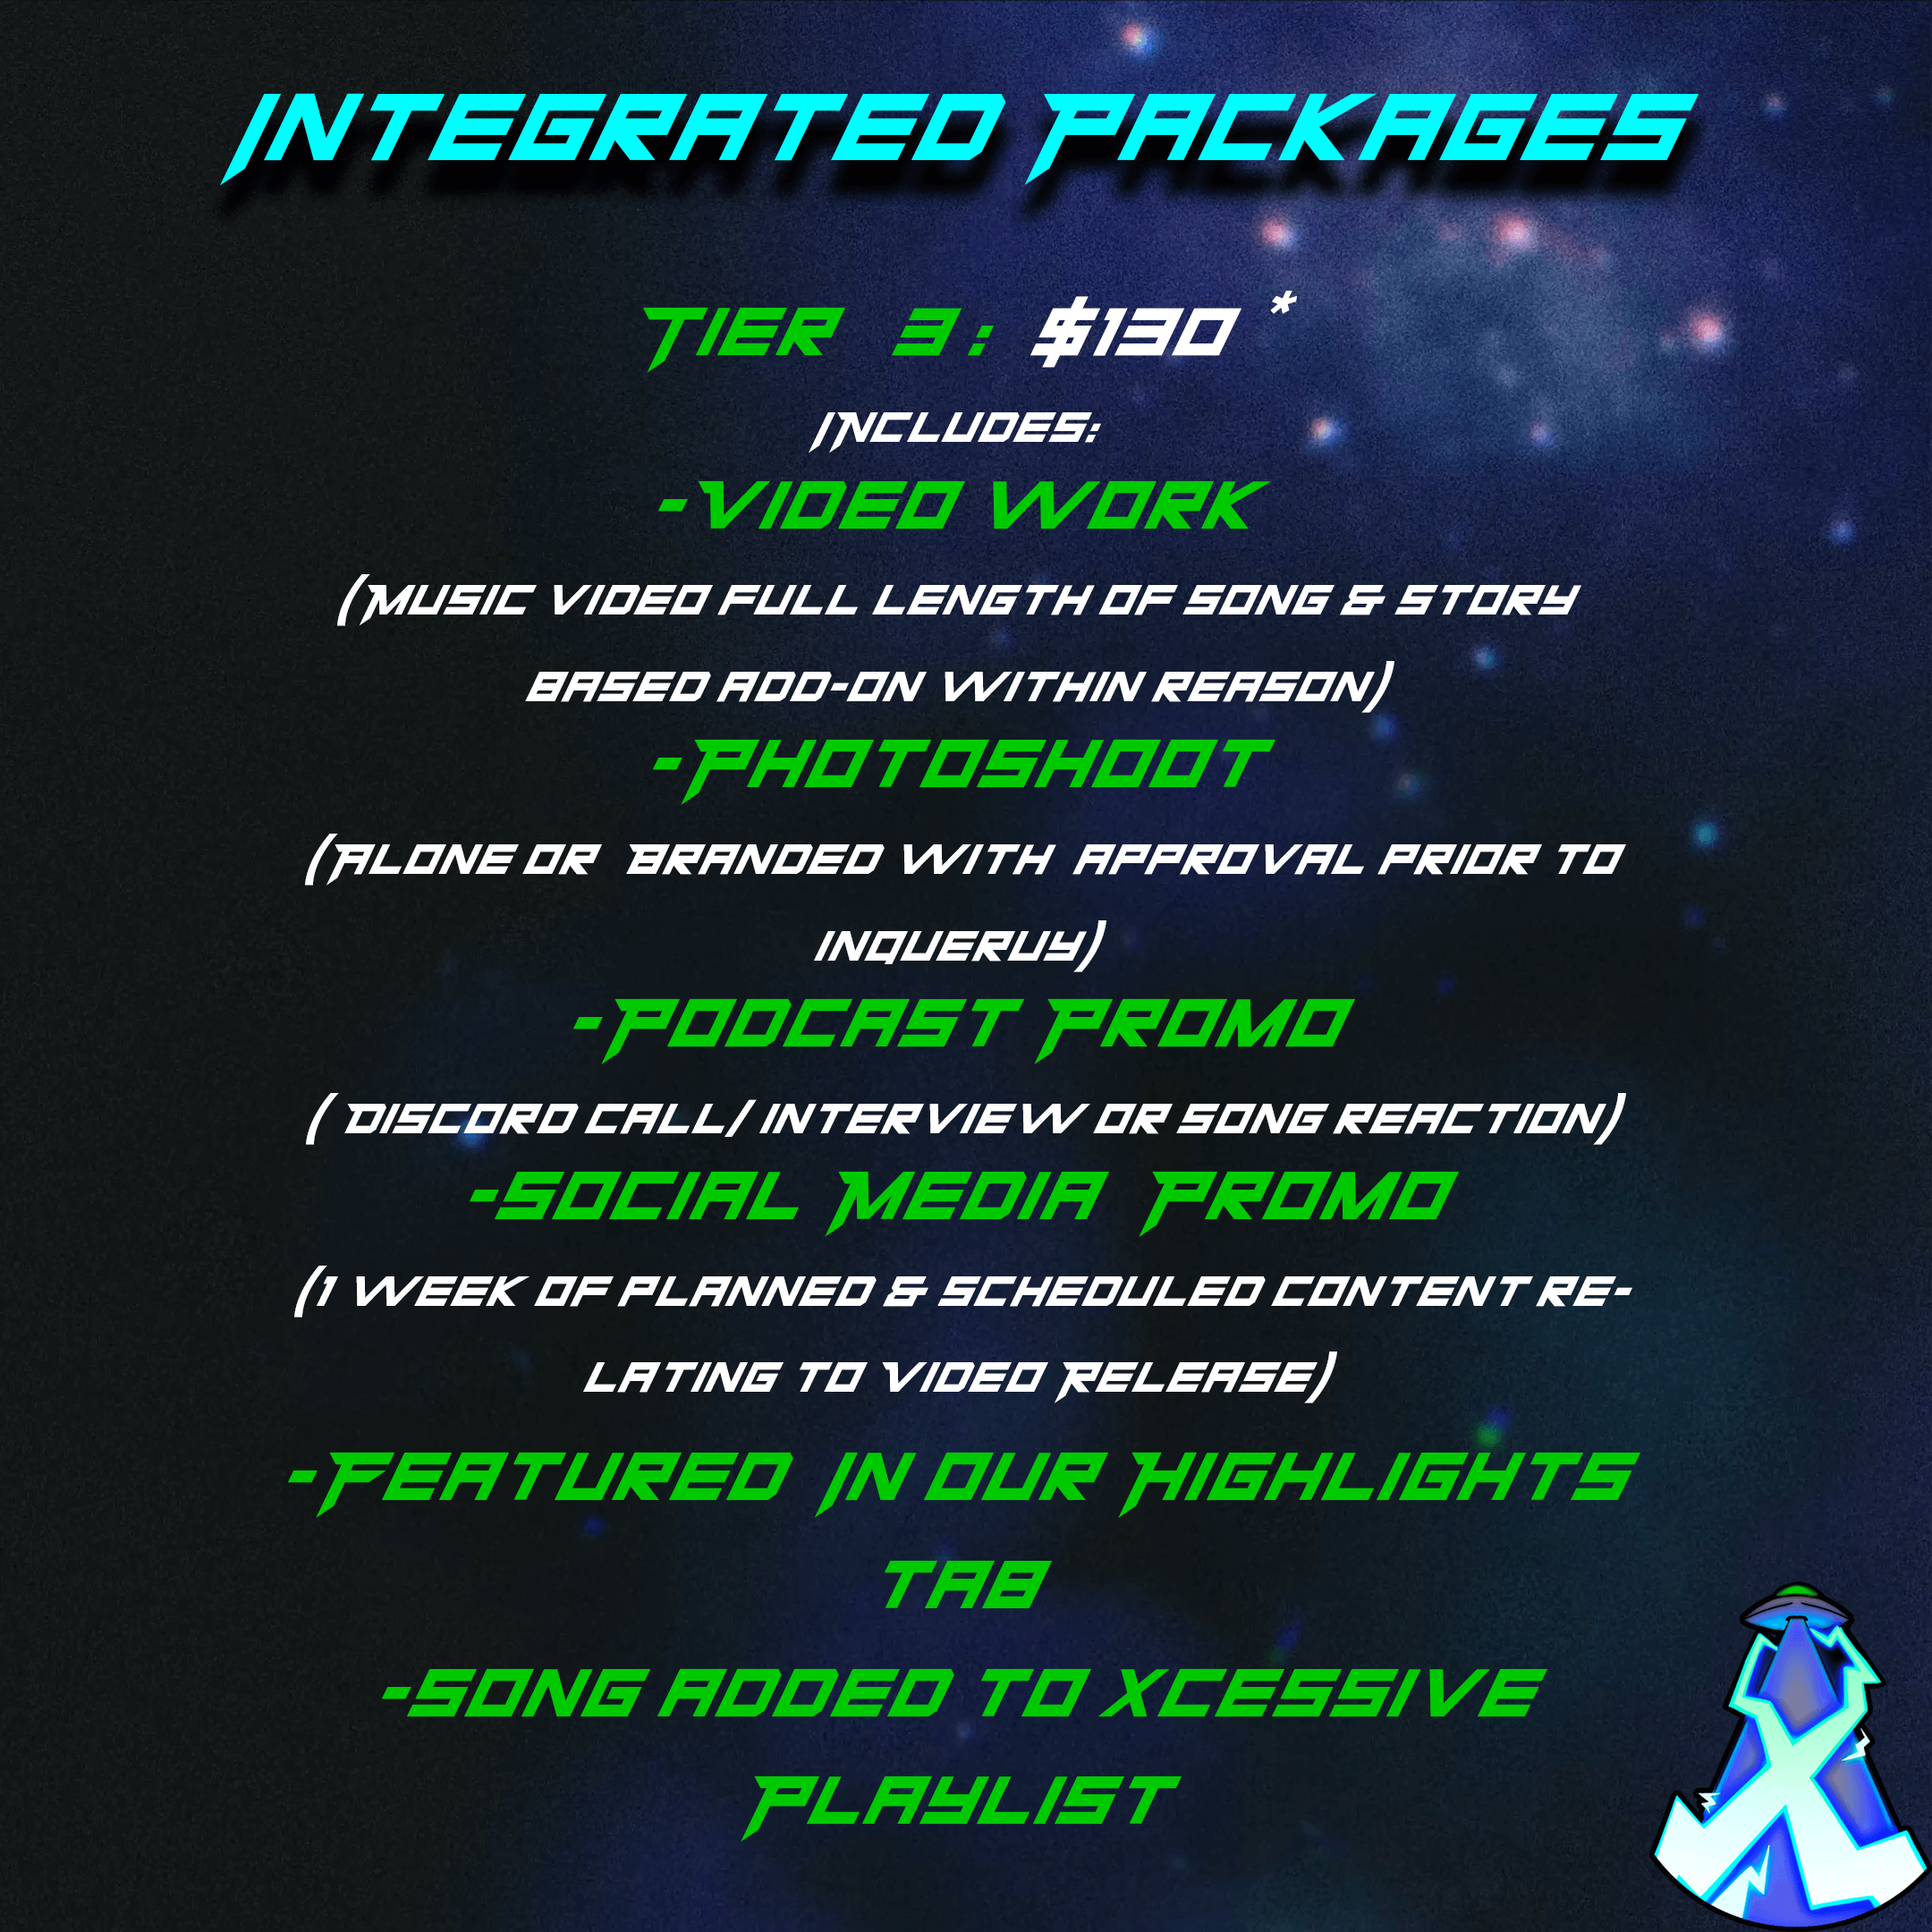 Integrated Packages
Tier 3: $130 *
Includes:
-Video Work
(Music video full length of song & story
based add-on within reason)
-Photoshoot
(Alone or Branded with approval prior to
inqueruy)
-Podcast Promo
( Discord call/ interview or song reaction)
-Social Media Promo
(1 week of planned & scheduled content re-
lating to video Release)
-Featured In our Highlights
tab
-Song added to xcessive
Playlist
X